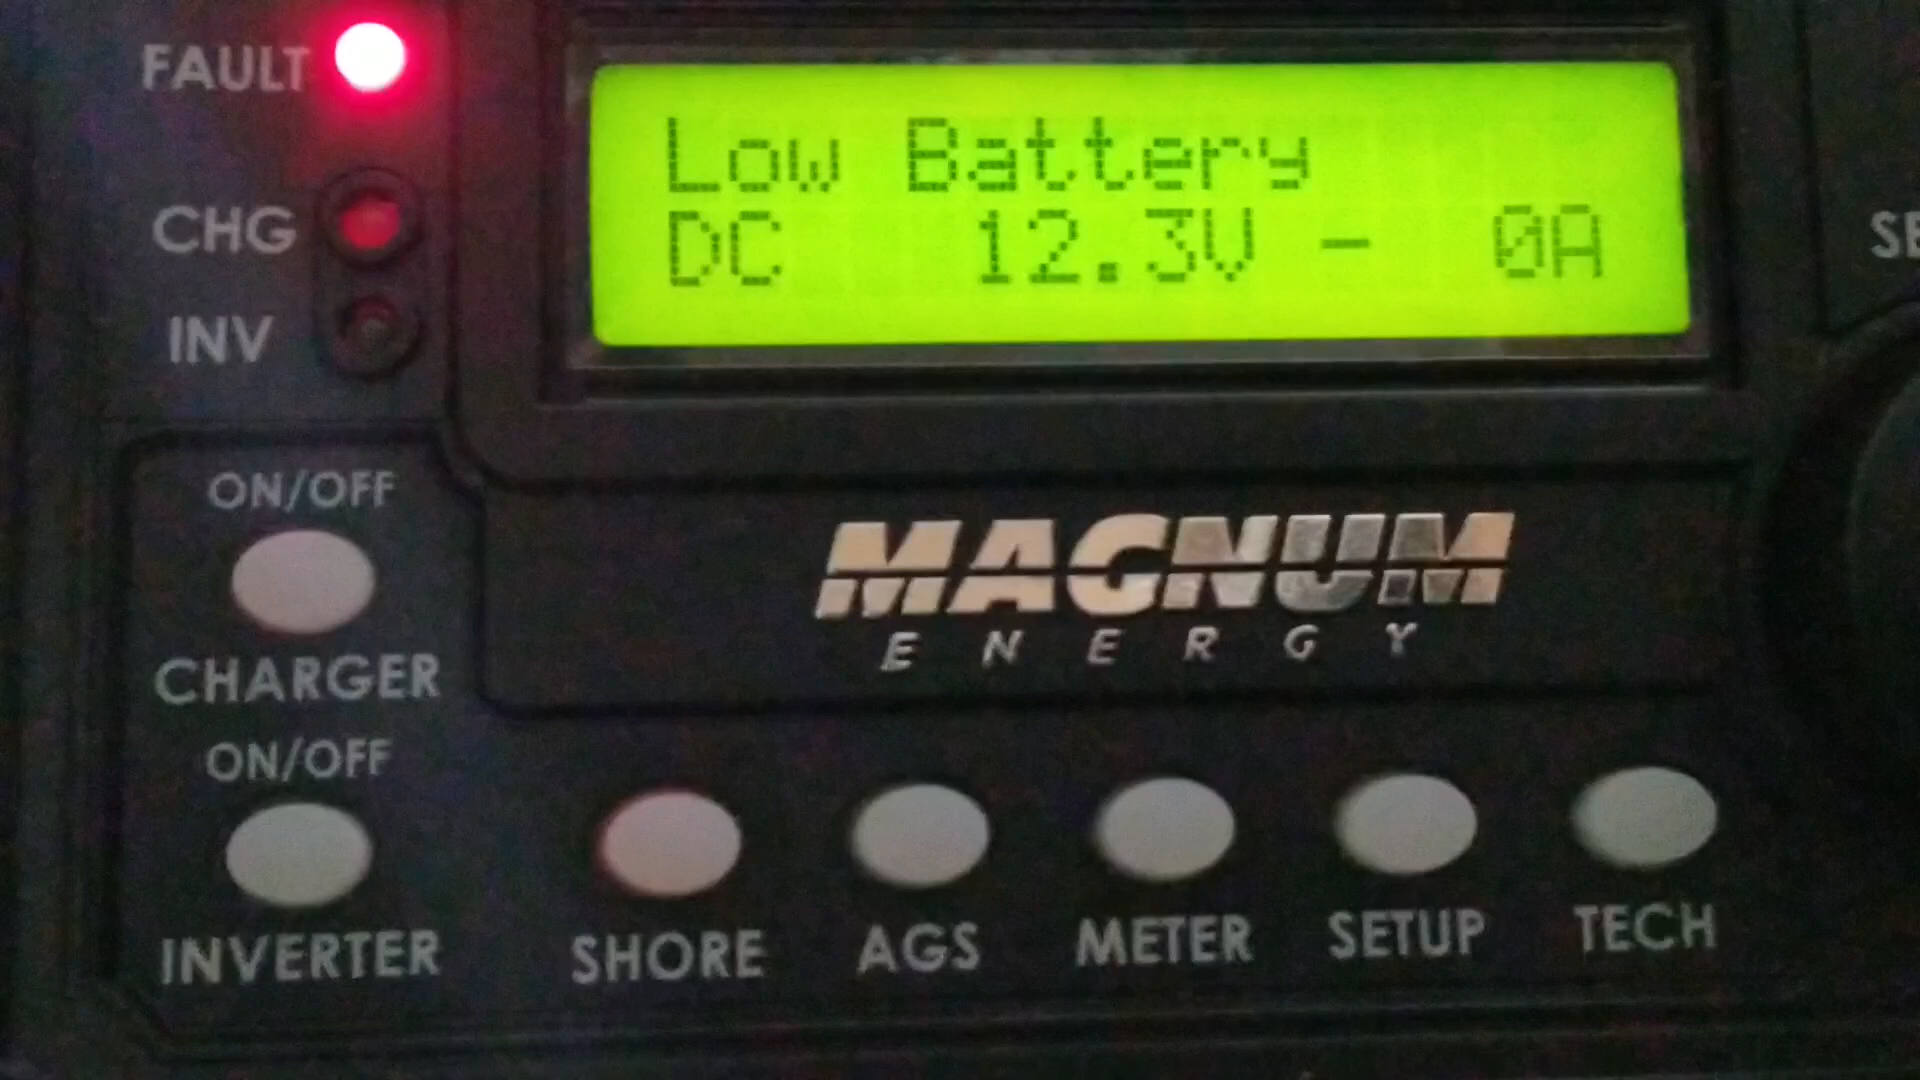 FAULT
Low Battery
DC 12.3V - 0A
CHG
SE
INV
ON/OFF
CHARGER
MAGNUM
ENERGY
ON/OFF
INVERTER
SHORE
AGS
METER
SETUP
TECH